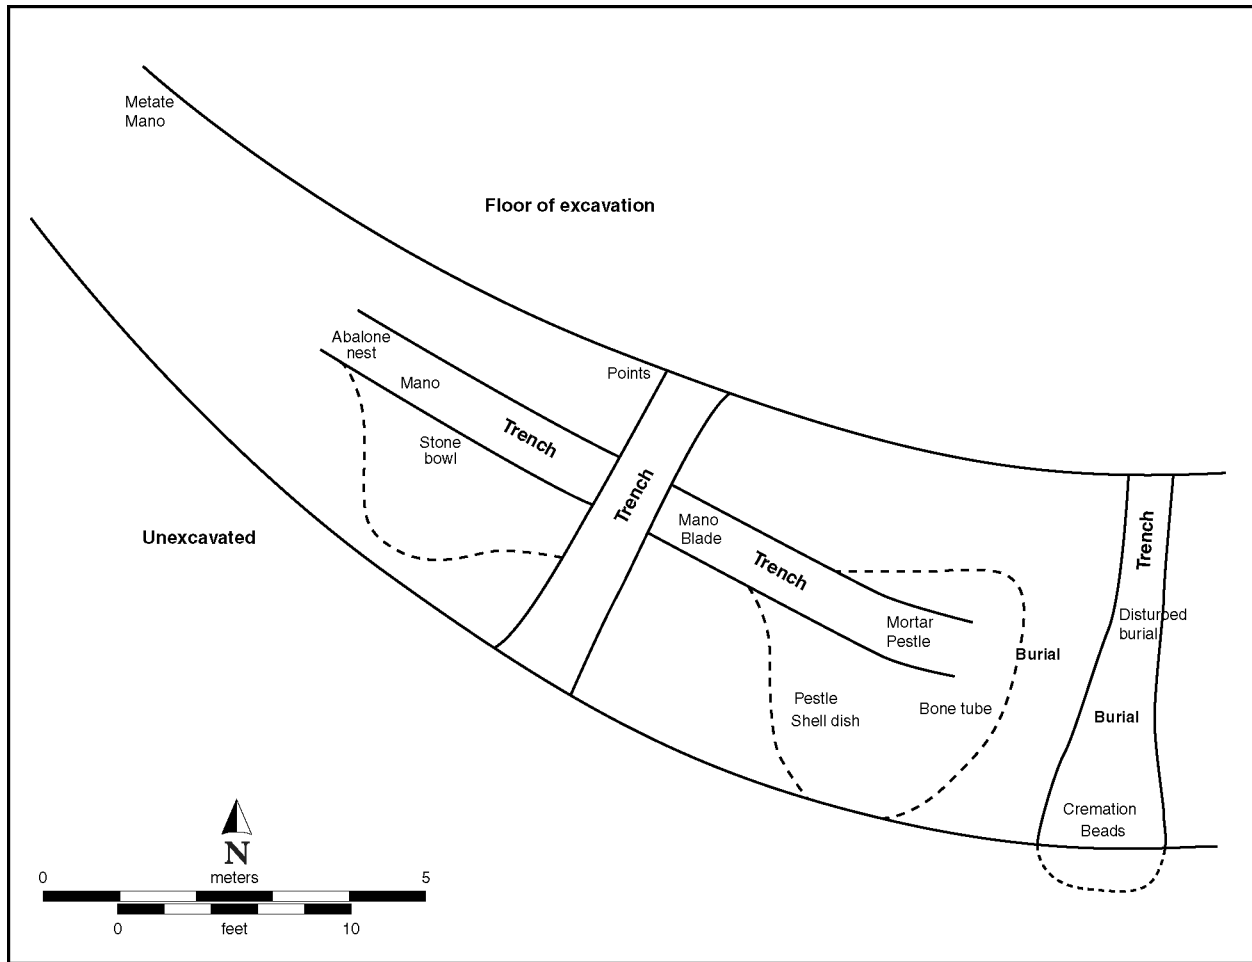 Metate
Mano
Floor of excavation
Abalone
nest
Points
Mano
Trench
Stone
bowl
Trench
Unexcavated
Mano
Blade
Trench
Trench
Mortar
Pestle
Disturbed
burial
Burial
Pestle
Shell dish
Bone tube
Burial
Cremation
Beads
N
0 meters 5
0 feet 10